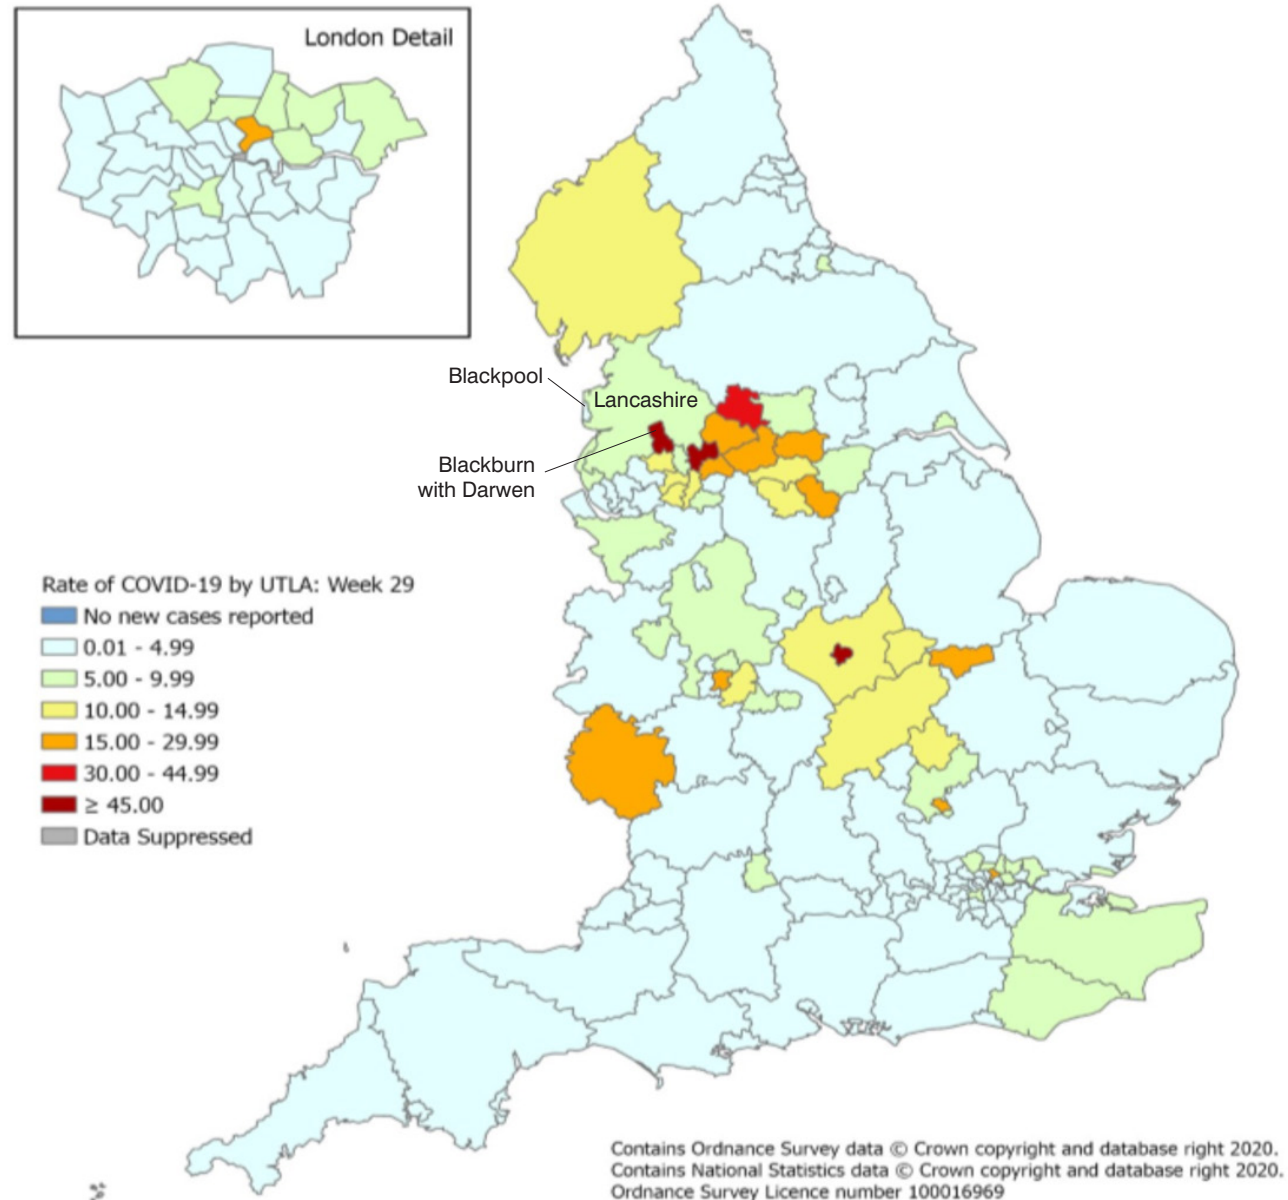 London Detail
Blackpool
Lancashire
Blackburn
with Darwen
Rate of COVID-19 by UTLA: Week 29
No new cases reported
0.01 - 4.99
5.00 - 9.99
10.00 - 14.99
15.00 - 29.99
30.00 - 44.99
≥ 45.00
Data Suppressed
Contains Ordnance Survey data © Crown copyright and database right 2020.
Contains National Statistics data © Crown copyright and database right 2020.
Ordnance Survey Licence number 100016969